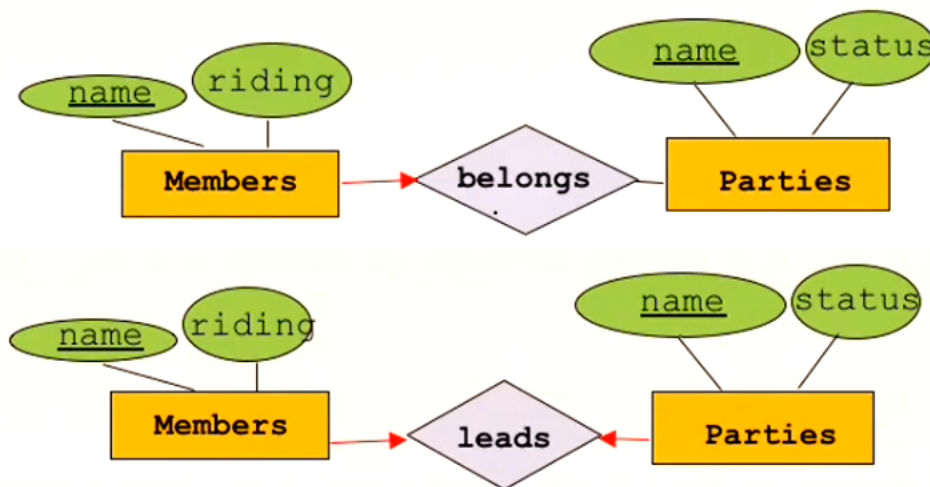 name riding name status
Members belongs Parties
name riding name status
Members leads Parties